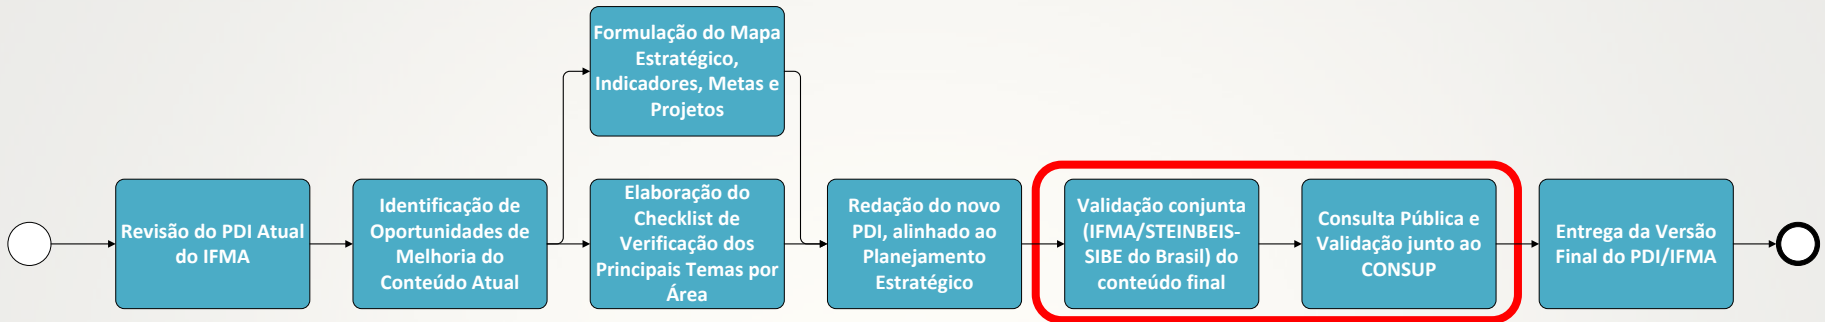 Revisão do PDI Atual
do IFMA
Identificação de
Oportunidades de
Melhoria do
Conteúdo Atual
Formulação do Mapa
Estratégico,
Indicadores, Metas e
Projetos
Elaboração do
Checklist de
Verificação dos
Principais Temas por
Área
Redação do novo
PDI, alinhado ao
Planejamento
Estratégico
Validação conjunta
(IFMA/STEINBEIS-
SIBE do Brasil) do
conteúdo final
Consulta Pública e
Validação junto ao
CONSUP
Entrega da Versão
Final do PDI/IFMA